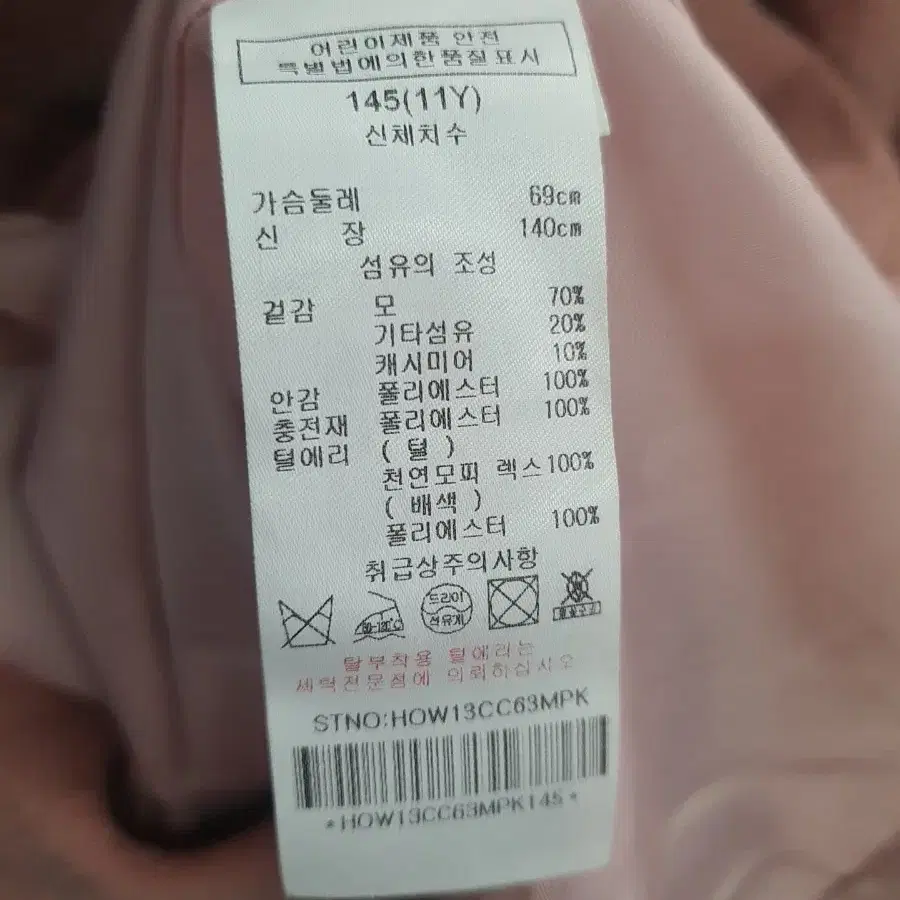 어린이제품 안전
특별법에의한품질표시
145(11Y)
신체치수
가슴둘레 69cm
신 장 140cm
섬유의 조성
겉감 모 70%
기타섬유 20%
캐시미어 10%
안감 폴리에스터 100%
충전재 폴리에스터 100%
털에리 ( 털 )
천연모피 렉스100%
( 배색 )
폴리에스터 100%
취급상주의사항
드라이
석유계
탈부착용 털에리는
세탁전문점에 의뢰하십시오
STNO:HOW13CC63MPK
*HOW13CC63MPK145*